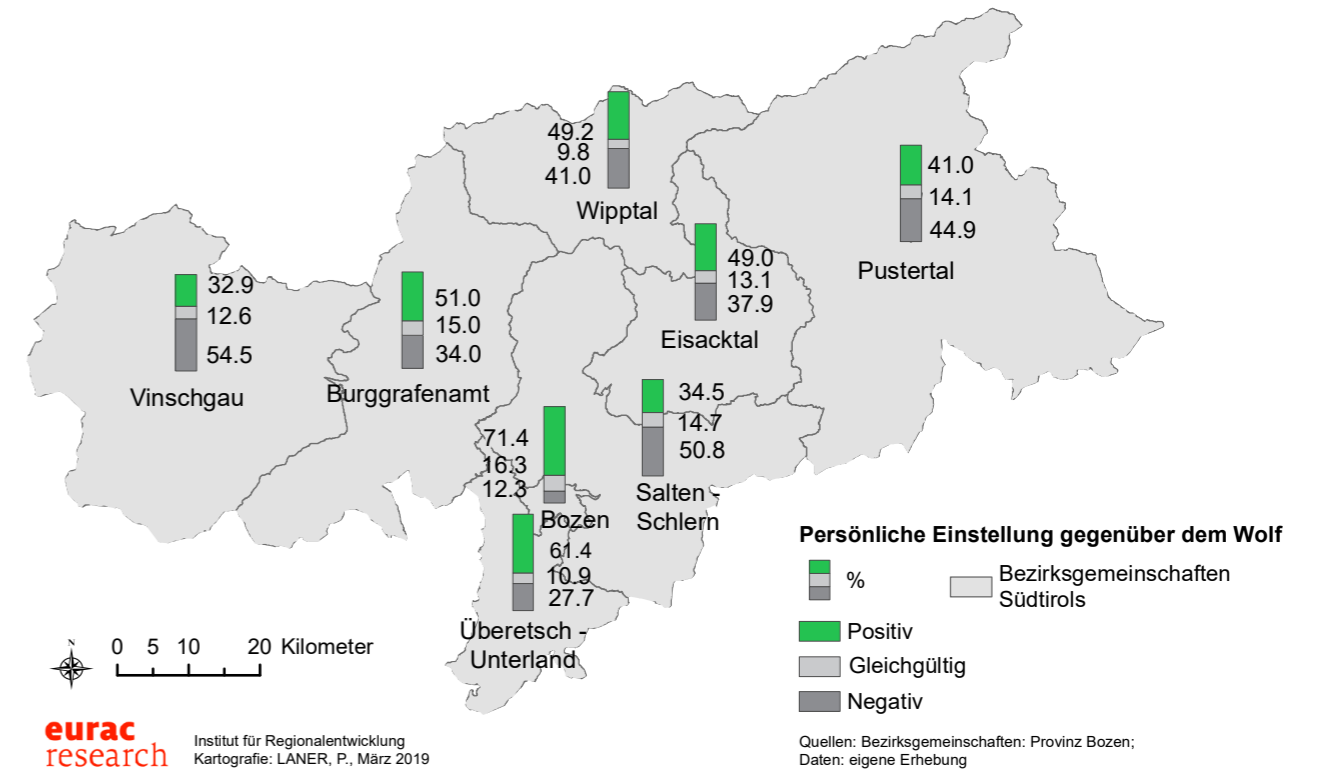 49.2
9.8
41.0
Wipptal
41.0
14.1
44.9
Pustertal
49.0
13.1
37.9
Eisacktal
32.9
12.6
54.5
Vinschgau
51.0
15.0
34.0
Burggrafenamt
34.5
14.7
50.8
Salten -
Schlern
71.4
16.3
12.3
Bozen
61.4
10.9
27.7
Überetsch -
Unterland
Persönliche Einstellung gegenüber dem Wolf
%
Bezirksgemeinschaften
Südtirols
Positiv
Gleichgültig
Negativ
N
0 5 10 20 Kilometer
eurac
research
Institut für Regionalentwicklung
Kartografie: LANER, P., März 2019
Quellen: Bezirksgemeinschaften: Provinz Bozen;
Daten: eigene Erhebung